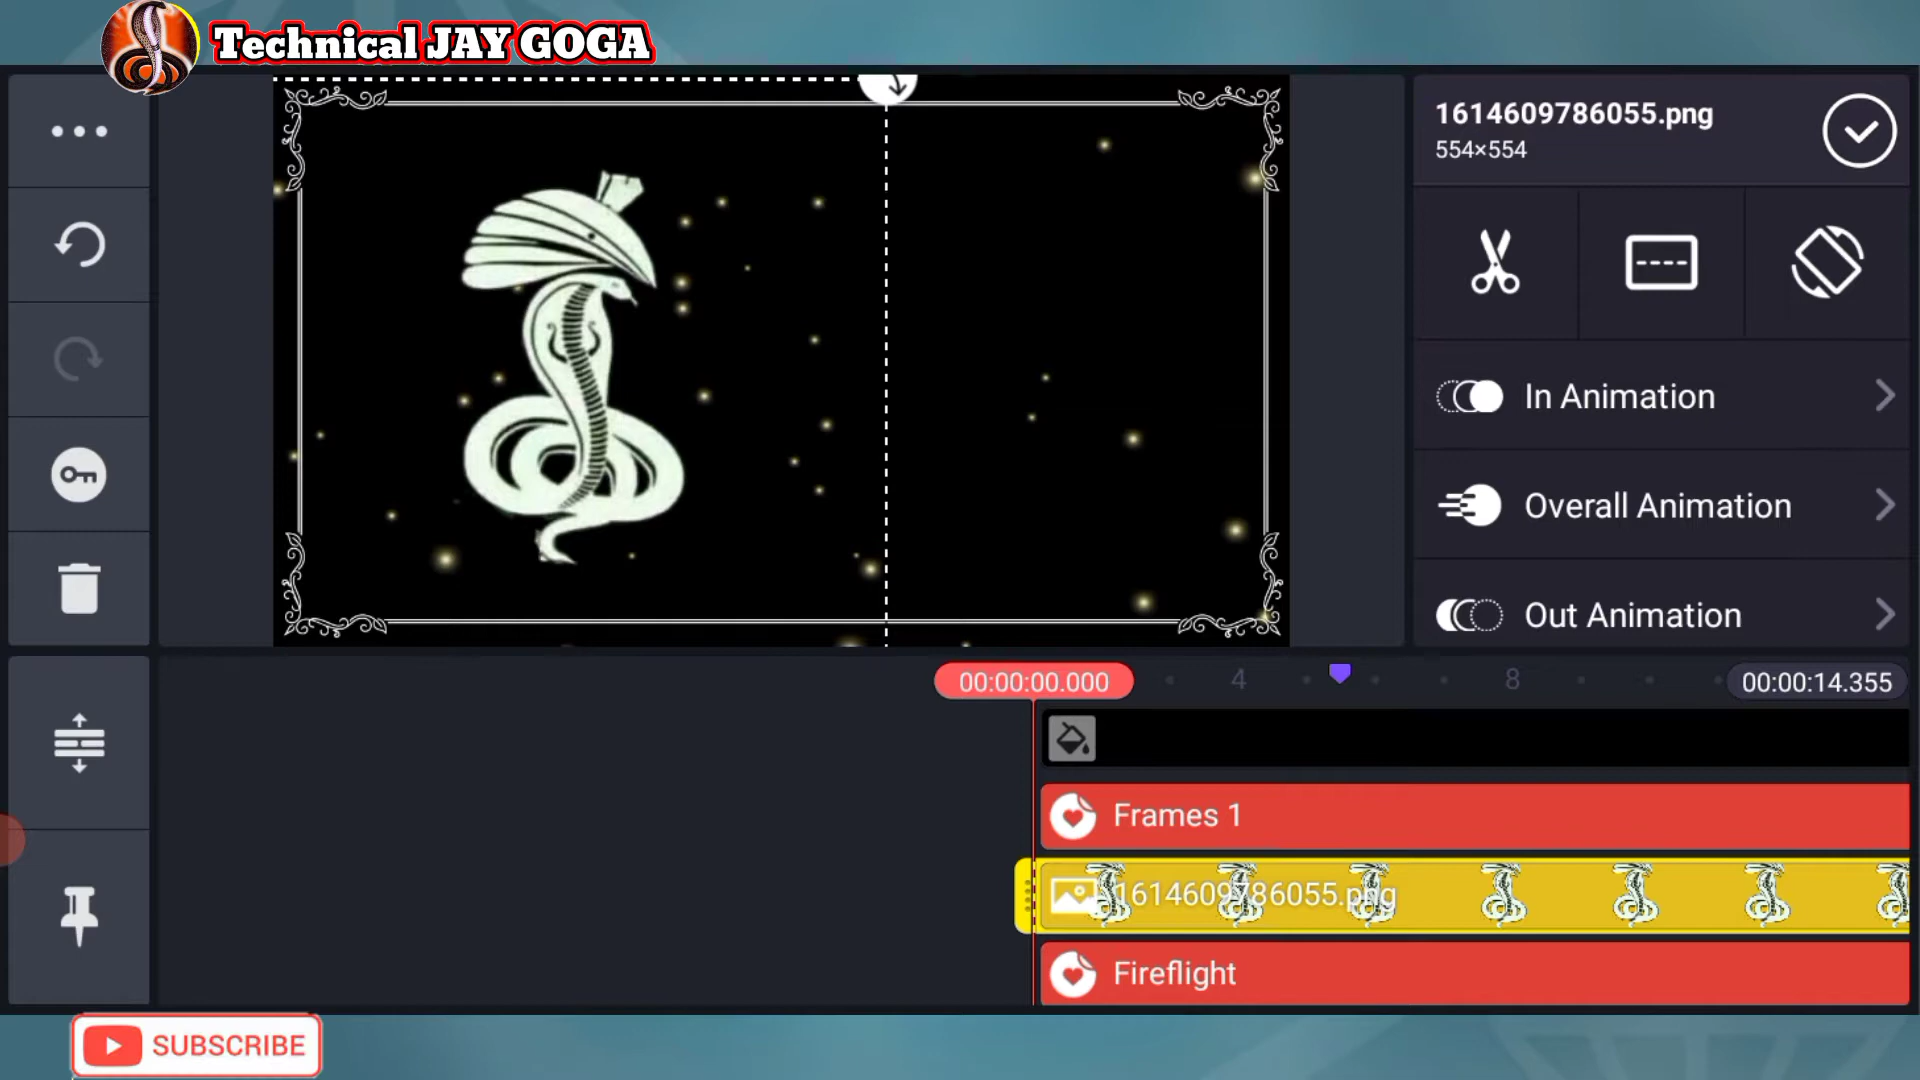 Technical JAY GOGA
1614609786055.png
554×554
In Animation
Overall Animation
Out Animation
00:00:00.000
4
8
00:00:14.355
Frames 1
1614609786055.png
Fireflight
SUBSCRIBE